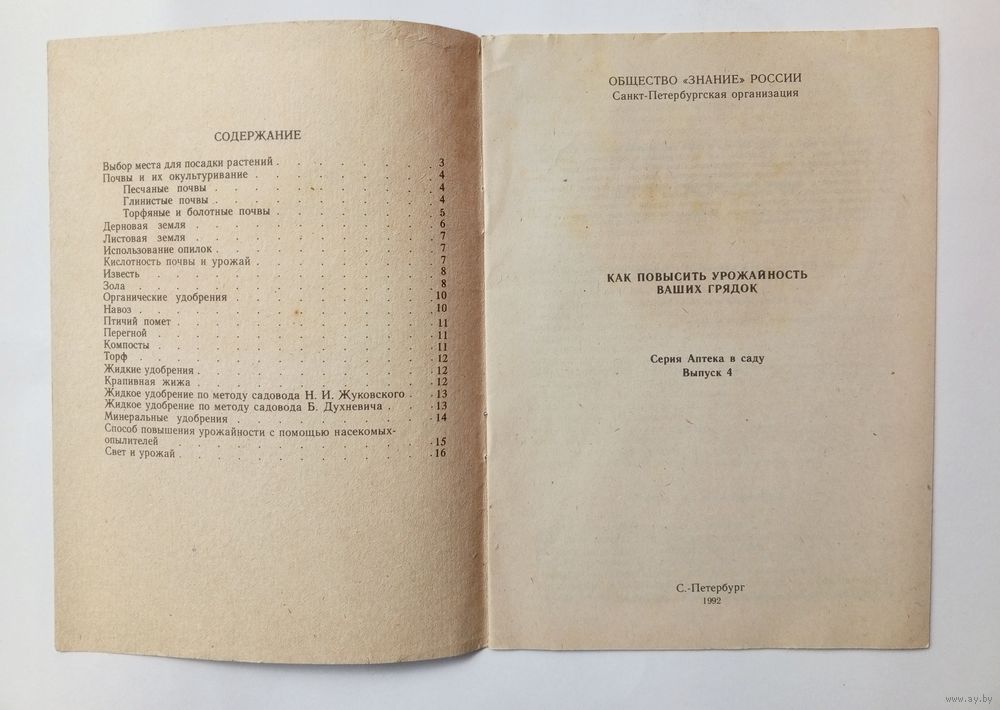 СОДЕРЖАНИЕ
Выбор места для посадки растений . . . . . . . . 3
Почвы и их окультуривание . . . . . . . . 4
Песчаные почвы . . . . . . . . 4
Глинистые почвы . . . . . . . . 4
Торфяные и болотные почвы . . . . . . . . 5
Дерновая земля . . . . . . . . 6
Листовая земля . . . . . . . . 7
Использование опилок . . . . . . . . 7
Кислотность почвы и урожай . . . . . . . . 7
Известь . . . . . . . . 8
Зола . . . . . . . . 8
Органические удобрения . . . . . . . . 10
Навоз . . . . . . . . 10
Птичий помет . . . . . . . . 11
Перегной . . . . . . . . 11
Компосты . . . . . . . . 11
Торф . . . . . . . . 12
Жидкие удобрения . . . . . . . . 12
Крапивная жижа . . . . . . . . 12
Жидкое удобрение по методу садовода Н. И. Жуковского . . 13
Жидкое удобрение по методу садовода Б. Духневича . . . 13
Минеральные удобрения . . . . . . . . 14
Способ повышения урожайности с помощью насекомых-
опылителей . . . . . . . . 15
Свет и урожай . . . . . . . . 16
ОБЩЕСТВО «ЗНАНИЕ» РОССИИ
Санкт-Петербургская организация
КАК ПОВЫСИТЬ УРОЖАЙНОСТЬ
ВАШИХ ГРЯДОК
Серия Аптека в саду
Выпуск 4
С.-Петербург
1992
www.ay.by